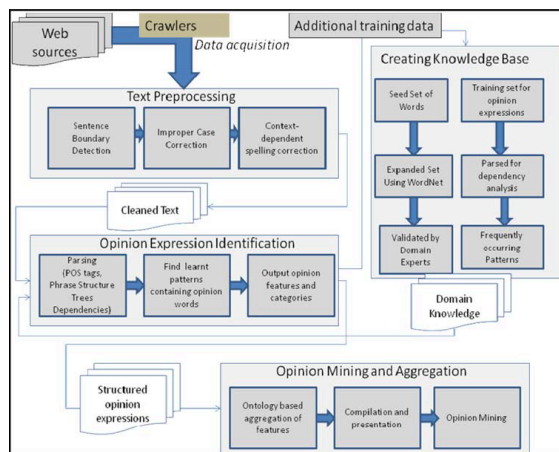 Web
sources
Crawlers
Data acquisition
Additional training data
Text Preprocessing
Sentence
Boundary
Detection
Improper Case
Correction
Context-
dependent
spelling correction
Creating Knowledge Base
Seed Set of
Words
Training set for
opinion
expressions
Expanded Set
Using WordNet
Parsed for
dependency
analysis
Validated by
Domain
Experts
Frequently
occurring
Patterns
Cleaned Text
Opinion Expression Identification
Parsing
(POS tags,
Phrase Structure
Trees
Dependencies)
Find learnt
patterns
containing opinion
words
Output opinion
features and
categories
Domain
Knowledge
Structured
opinion
expressions
Opinion Mining and Aggregation
Ontology based
aggregation of
features
Compilation and
presentation
Opinion Mining